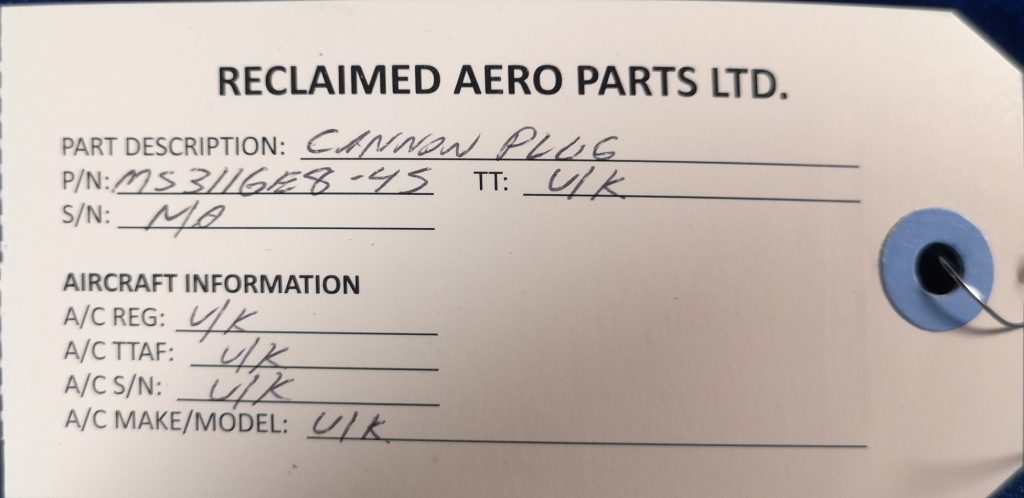 RECLAIMED AERO PARTS LTD.
PART DESCRIPTION: CANNON PLUG
P/N: MS3116E8-4S TT: U/K
S/N: N/A
AIRCRAFT INFORMATION
A/C REG: U/K
A/C TTAF: U/K
A/C S/N: U/K
A/C MAKE/MODEL: U/K